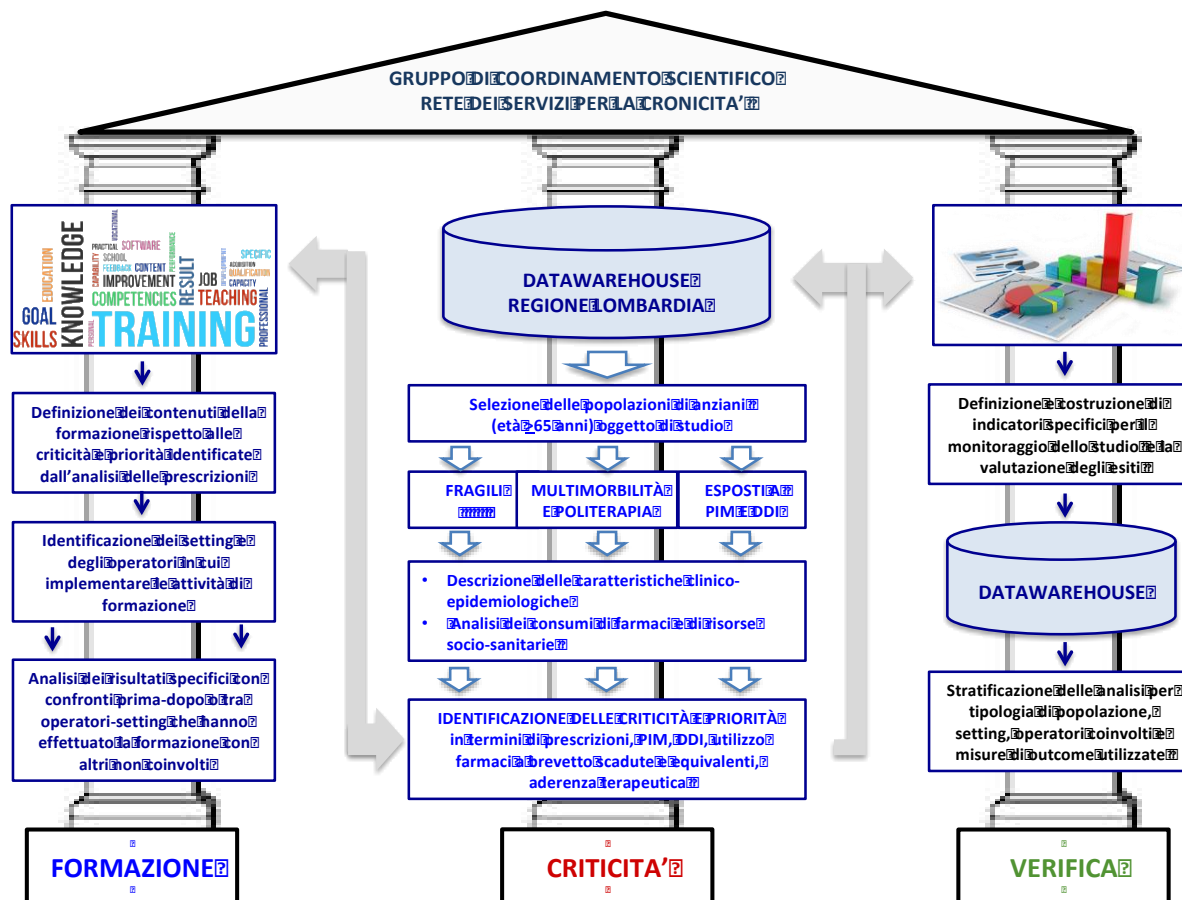 GRUPPO DI COORDINAMENTO SCIENTIFICO
RETE DEI SERVIZI PER LA CRONICITA'
EDUCATION
KNOWLEDGE
VOCATIONAL
PRACTICAL
SOFTWARE
SCHOOL
CAPABILITY
FEEDBACK
CONTENT
PERFORMANCE
IMPROVEMENT
COMPETENCIES
RESULT
JOB
SPECIFIC
QUALIFICATION
CAPACITY
TEACHING
PROFESSIONAL
GOAL
SKILLS
PERSONAL
TRAINING
Definizione dei contenuti della
formazione rispetto alle
criticità e priorità identificate
dall'analisi delle prescrizioni
Identificazione dei setting e
degli operatori in cui
implementare le attività di
formazione
Analisi dei risultati specifici con
confronti prima-dopo o tra
operatori-setting che hanno
effettuato la formazione con
altri non coinvolti
FORMAZIONE
DATAWAREHOUSE
REGIONE LOMBARDIA
Selezione delle popolazioni di anziani
(età ≥65 anni) oggetto di studio
FRAGILI
MULTIMORBILITÀ
E POLITERAPIA
ESPOSTI A
PIM E DDI
• Descrizione delle caratteristiche clinico-
epidemiologiche
• Analisi dei consumi di farmaci e di risorse
socio-sanitarie
IDENTIFICAZIONE DELLE CRITICITÀ E PRIORITÀ
in termini di prescrizioni, PIM, DDI, utilizzo
farmaci a brevetto scaduto e equivalenti,
aderenza terapeutica
CRITICITA'
Definizione e costruzione di
indicatori specifici per il
monitoraggio dello studio e la
valutazione degli esiti
DATAWAREHOUSE
Stratificazione delle analisi per
tipologia di popolazione,
setting, operatori coinvolti e
misure di outcome utilizzate
VERIFICA